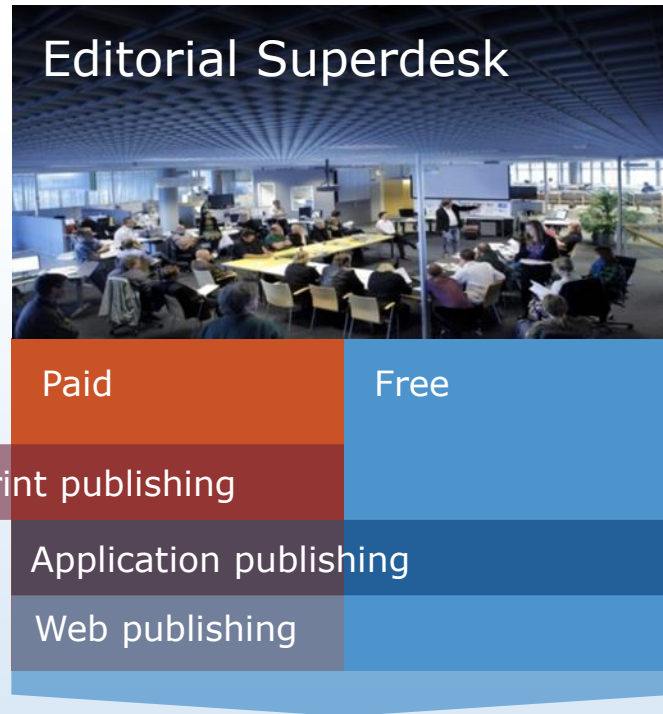 Editorial Superdesk
Paid
Free
rint publishing
Application publishing
Web publishing